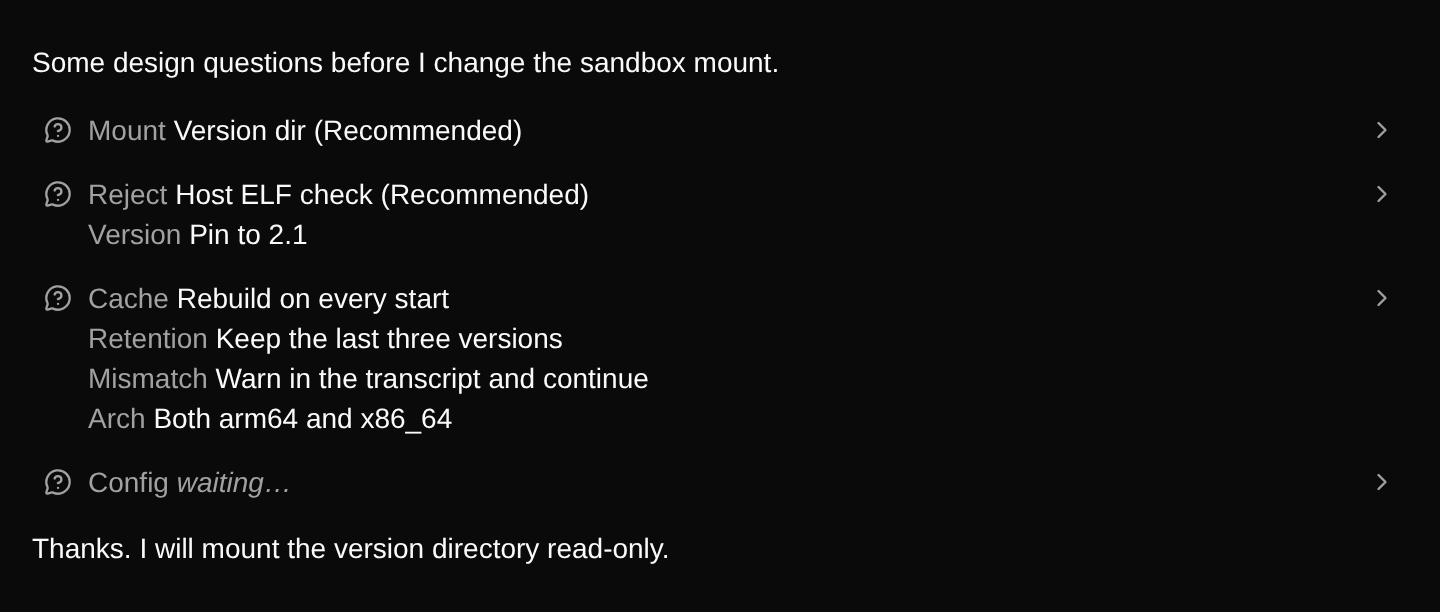 Some design questions before I change the sandbox mount.
Mount Version dir (Recommended)
Reject Host ELF check (Recommended)
Version Pin to 2.1
Cache Rebuild on every start
Retention Keep the last three versions
Mismatch Warn in the transcript and continue
Arch Both arm64 and x86_64
Config waiting…
Thanks. I will mount the version directory read-only.